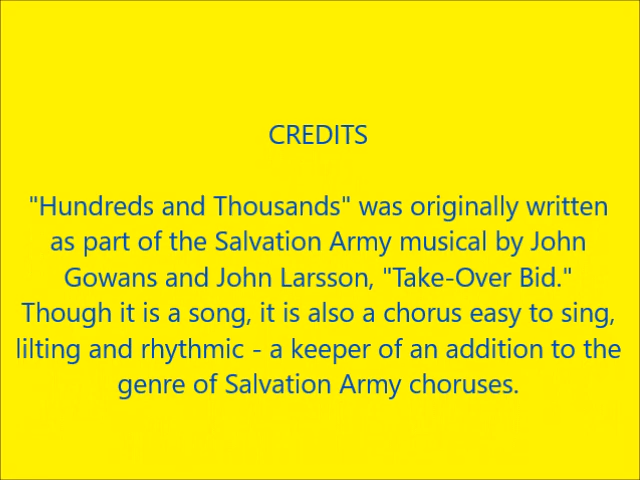 CREDITS
"Hundreds and Thousands" was originally written
as part of the Salvation Army musical by John
Gowans and John Larsson, "Take-Over Bid."
Though it is a song, it is also a chorus easy to sing,
lilting and rhythmic - a keeper of an addition to the
genre of Salvation Army choruses.